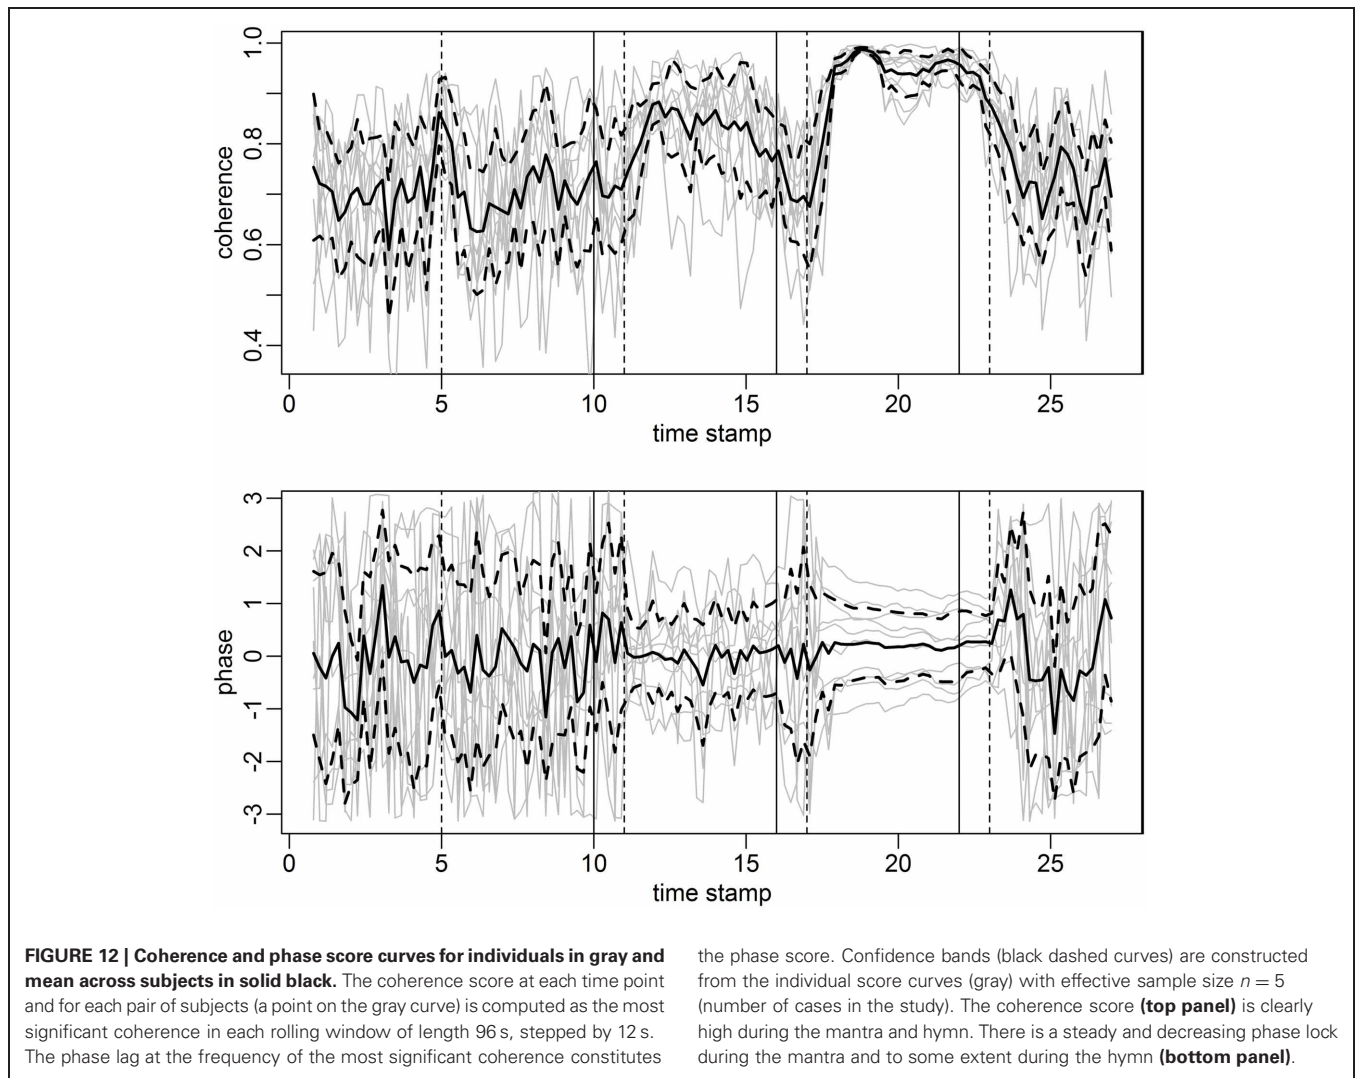 1.0
0.8
0.6
0.4
coherence
0 5 10 15 20 25
time stamp
3
2
1
0
-1
-2
-3
phase
0 5 10 15 20 25
time stamp
FIGURE 12 | Coherence and phase score curves for individuals in gray and
mean across subjects in solid black. The coherence score at each time point
and for each pair of subjects (a point on the gray curve) is computed as the most
significant coherence in each rolling window of length 96 s, stepped by 12 s.
The phase lag at the frequency of the most significant coherence constitutes
the phase score. Confidence bands (black dashed curves) are constructed
from the individual score curves (gray) with effective sample size n = 5
(number of cases in the study). The coherence score (top panel) is clearly
high during the mantra and hymn. There is a steady and decreasing phase lock
during the mantra and to some extent during the hymn (bottom panel).